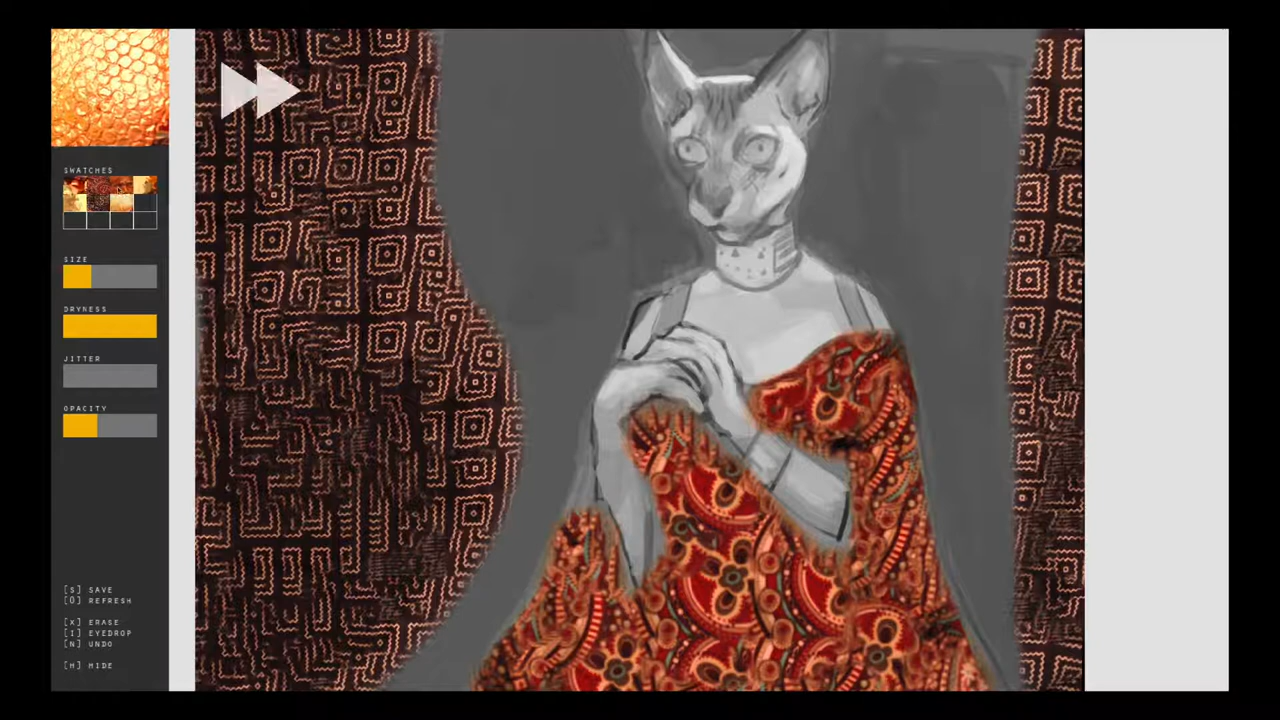 SWATCHES
SIZE
DRYNESS
JITTER
OPACITY
[S] SAVE
[O] REFRESH
[X] ERASE
[I] EYEDROP
[N] UNDO
[H] HIDE